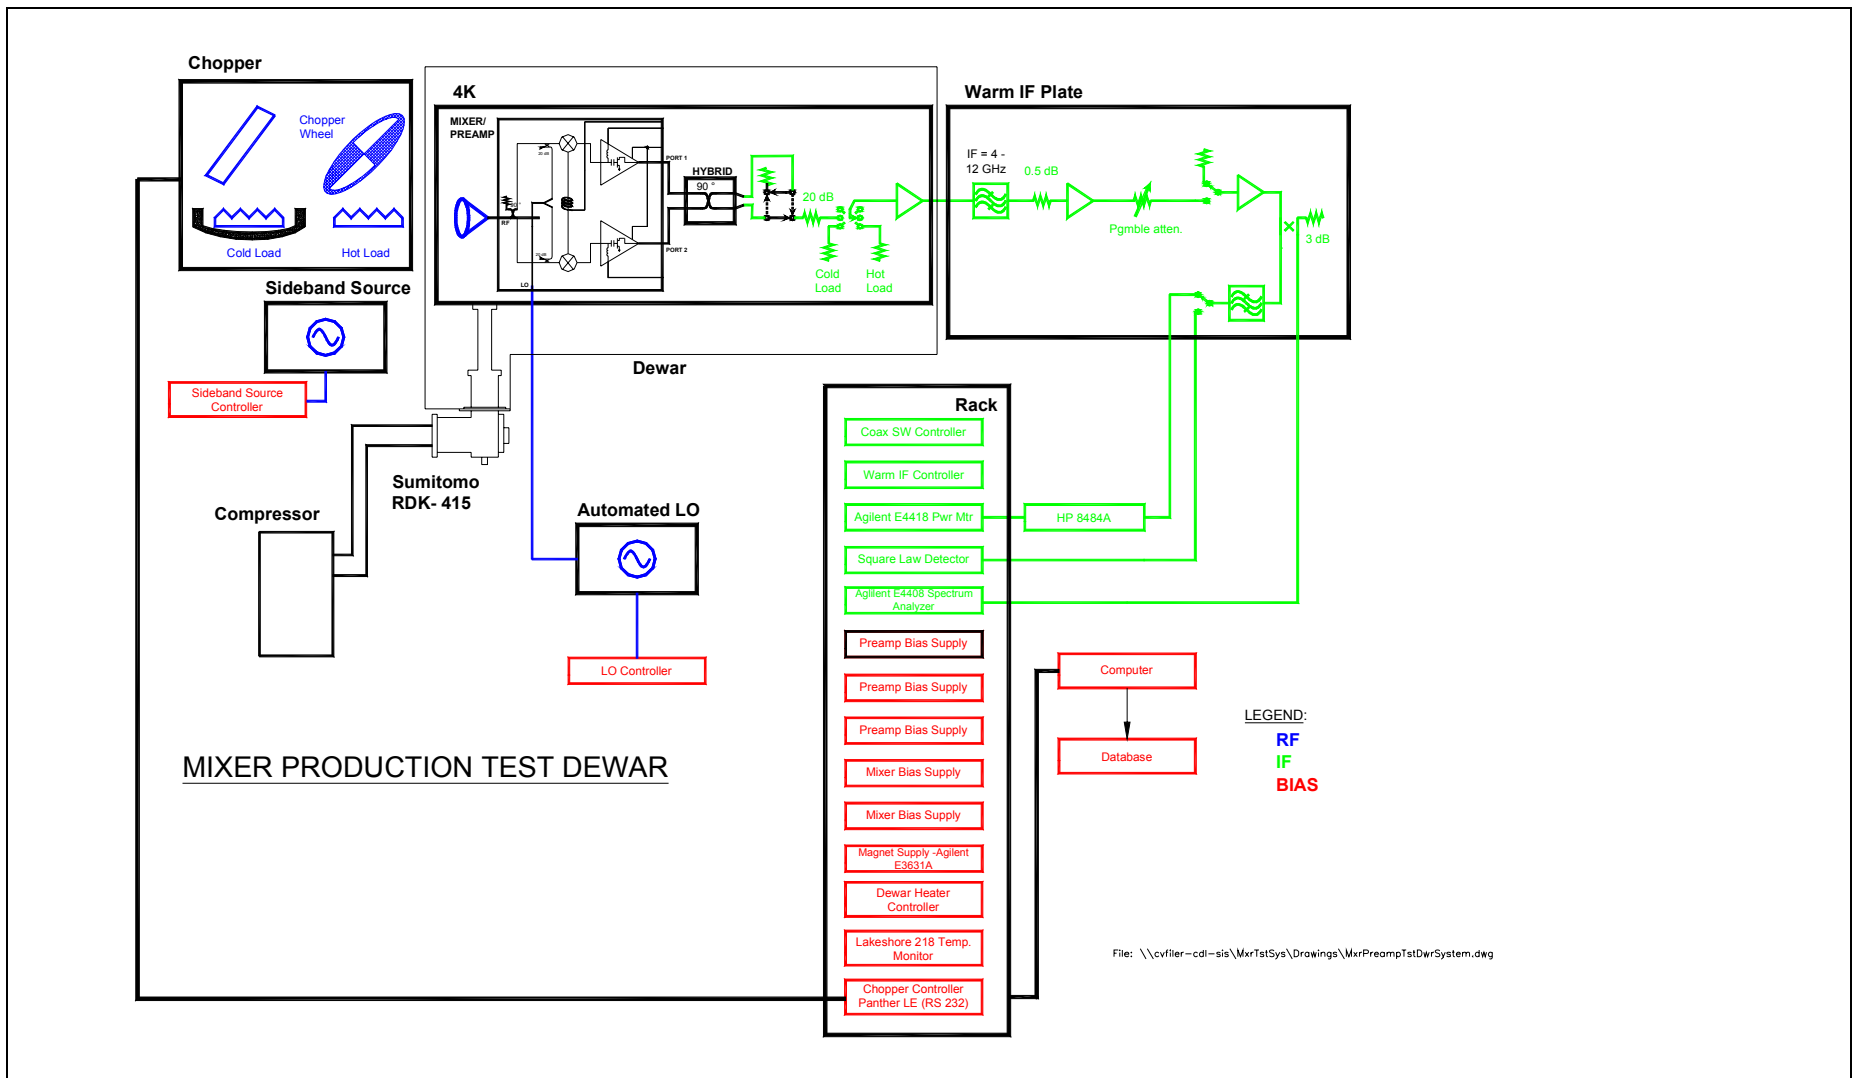 Chopper
Chopper
Wheel
Cold Load
Hot Load
Sideband Source
Sideband Source
Controller
4K
MIXER/
PREAMP
RF
LO
PORT 1
PORT 2
HYBRID
90 °
20 dB
Cold
Load
Hot
Load
Dewar
Warm IF Plate
IF = 4 -
12 GHz
0.5 dB
Pgmble atten.
3 dB
Sumitomo
RDK- 415
Compressor
Automated LO
LO Controller
Rack
Coax SW Controller
Warm IF Controller
Agilent E4418 Pwr Mtr
HP 8484A
Square Law Detector
Agilent E4408 Spectrum
Analyzer
Preamp Bias Supply
Preamp Bias Supply
Preamp Bias Supply
Mixer Bias Supply
Mixer Bias Supply
Magnet Supply -Agilent
E3631A
Dewar Heater
Controller
Lakeshore 218 Temp.
Monitor
Chopper Controller
Panther LE (RS 232)
Computer
Database
LEGEND:
RF
IF
BIAS
MIXER PRODUCTION TEST DEWAR
File: \\cvfiler-cdl-sis\MxrTstSys\Drawings\MxrPreampTstDwrSystem.dwg